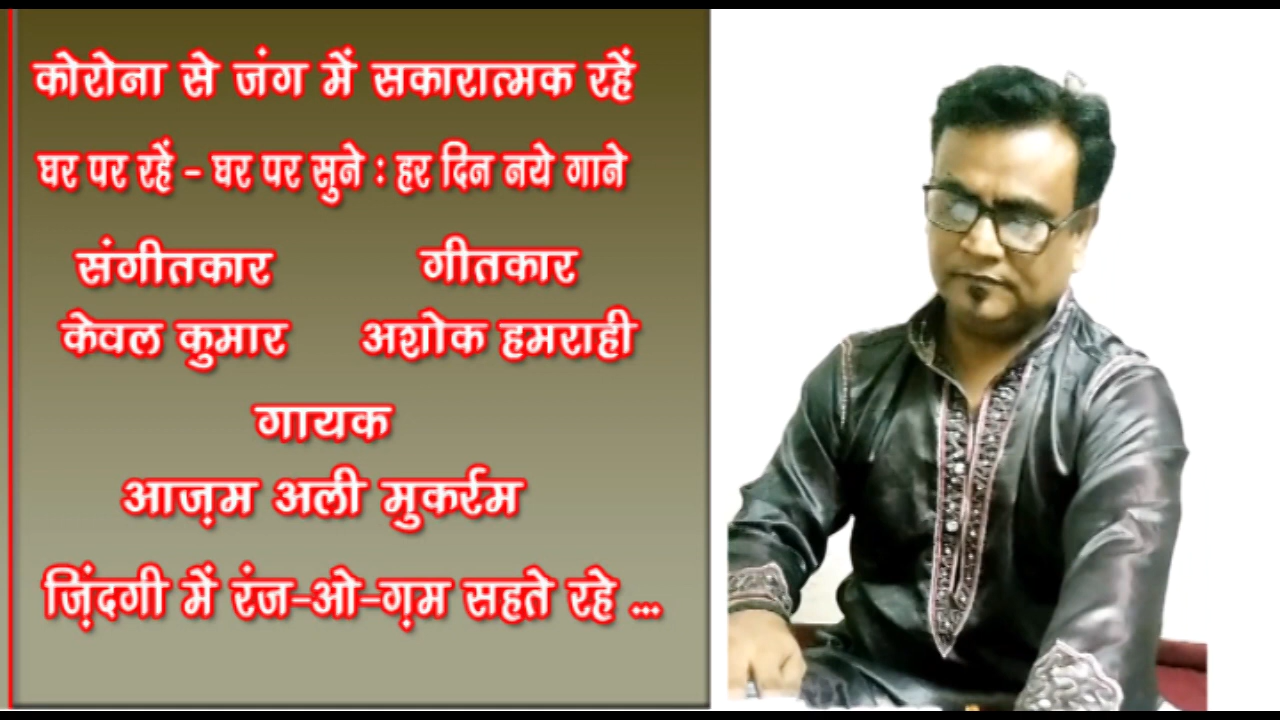 कोरोना से जंग में सकारात्मक रहें
घर पर रहें - घर पर सुने : हर दिन नये गाने
संगीतकार गीतकार
केवल कुमार अशोक हमराही
गायक
आज़म अली मुकर्रम
ज़िंदगी में रंज-ओ-ग़म सहते रहे ...